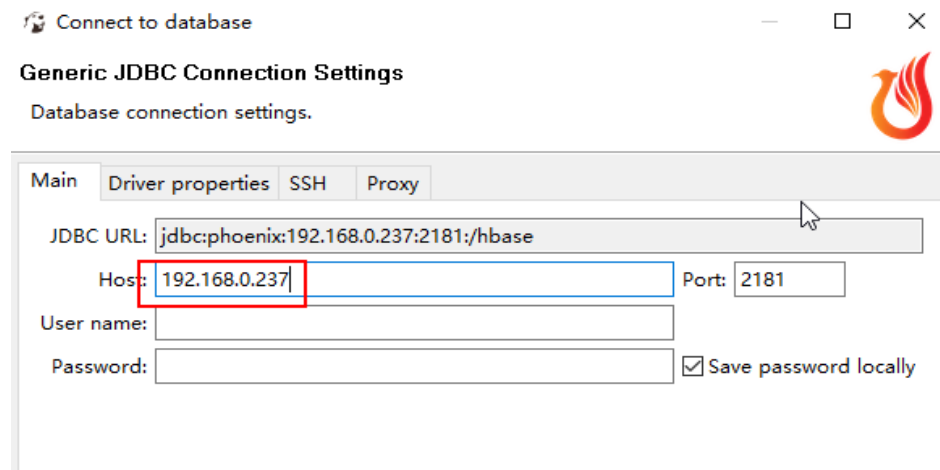 Connect to database
Generic JDBC Connection Settings
Database connection settings.
Main Driver properties SSH Proxy
JDBC URL: jdbc:phoenix:192.168.0.237:2181:/hbase
Host: 192.168.0.237 Port: 2181
User name:
Password: Save password locally